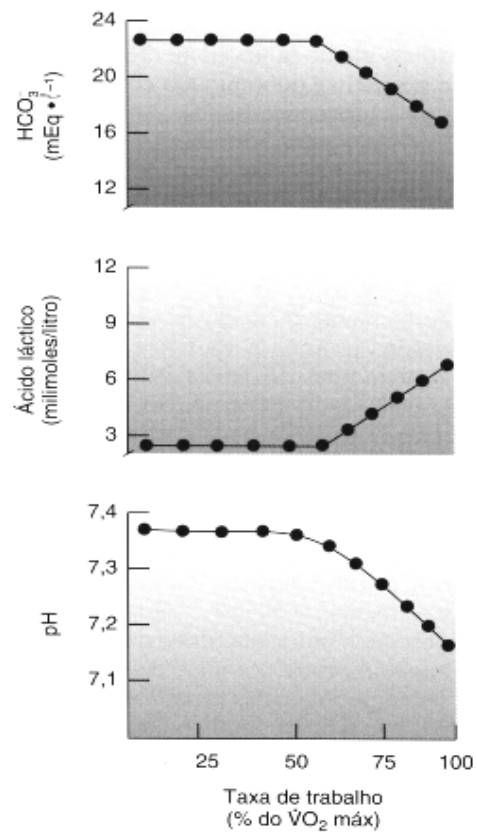 24
20
16
12
HCO₃⁻
(mEq • ℓ⁻¹)
12
9
6
3
Ácido láctico
(milimoles/litro)
7,4
7,3
7,2
7,1
pH
25 50 75 100
Taxa de trabalho
(% do V̇O₂ máx)